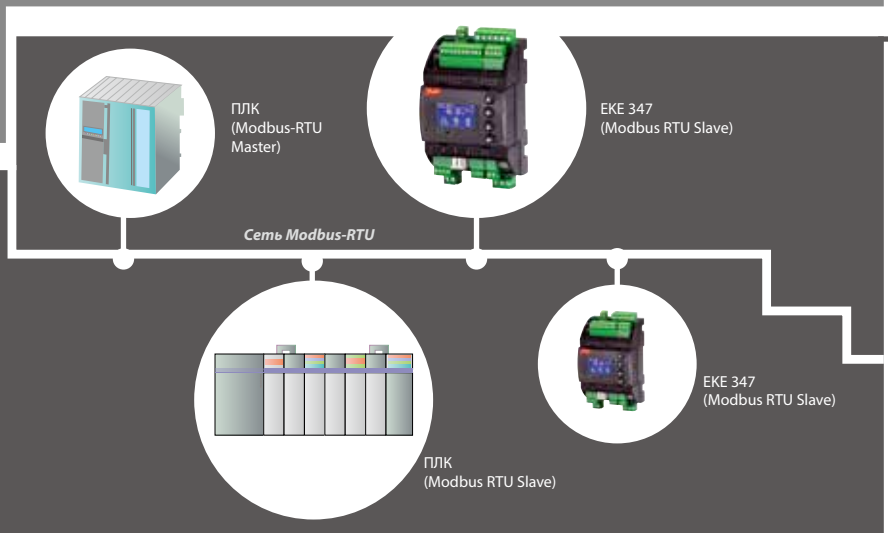 ПЛК
(Modbus-RTU
Master)
EKE 347
(Modbus RTU Slave)
Сеть Modbus-RTU
EKE 347
(Modbus RTU Slave)
ПЛК
(Modbus RTU Slave)